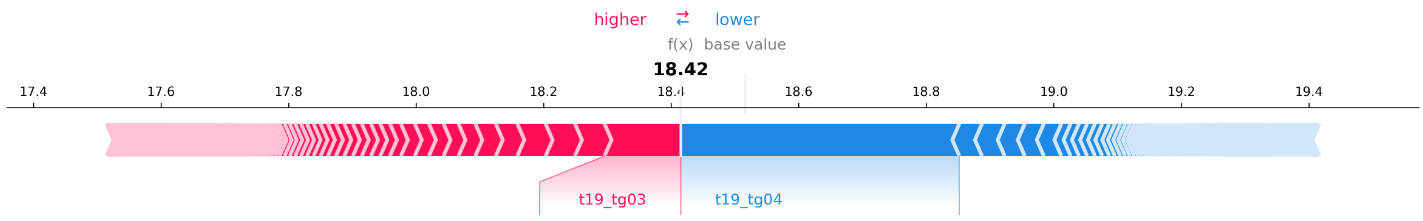 higher ⇄ lower
f(x) base value
18.42
17.4 17.6 17.8 18.0 18.2 18.4 18.6 18.8 19.0 19.2 19.4
t19_tg03 t19_tg04